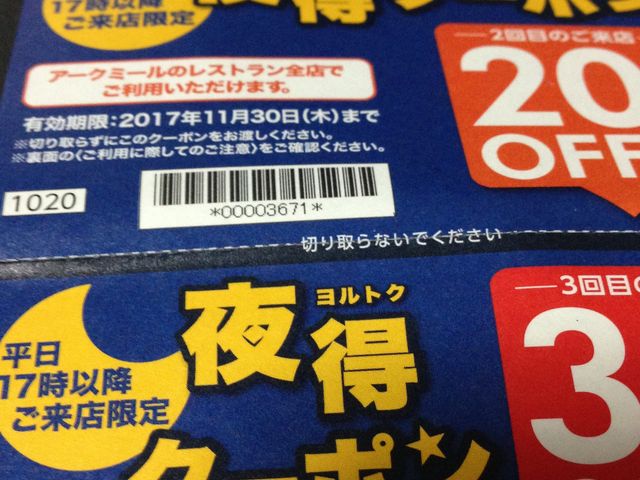 17時以降
ご来店限定
夜得クーポン
2回目のご来店
20
OFF
アークミールのレストラン全店で
ご利用いただけます。
有効期限:2017年11月30日(木)まで
※切り取らずにこのクーポンをお渡しください。
※裏面の〈ご利用に際してのご注意〉をご確認ください。
1020
*00003671*
切り取らないでください
平日
17時以降
ご来店限定
ヨルトク
夜得
クーポン
3回目の
3